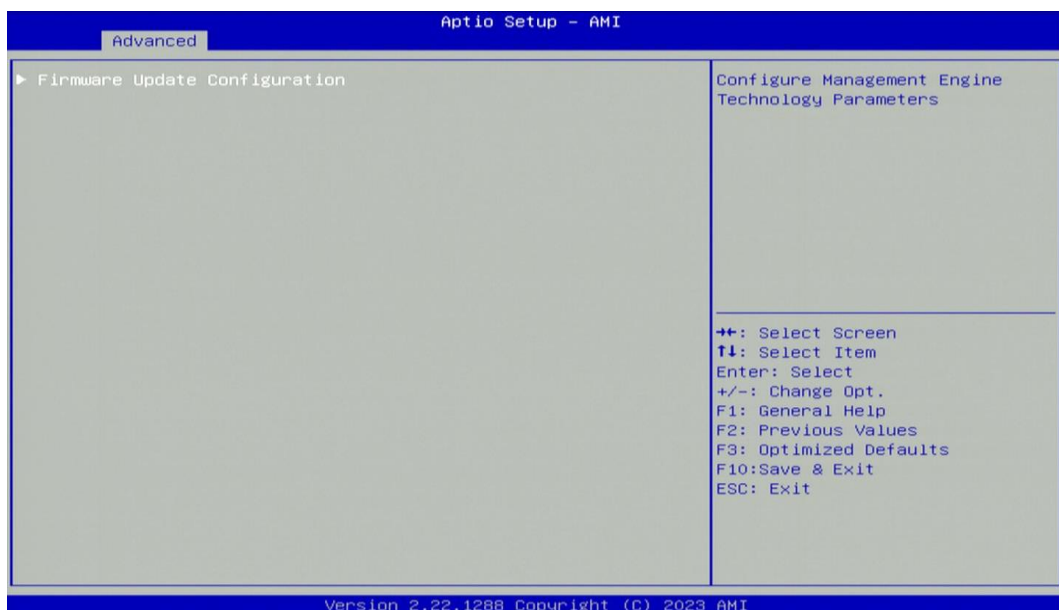 Aptio Setup – AMI
Advanced
▶ Firmware Update Configuration
Configure Management Engine
Technology Parameters
→←: Select Screen
↑↓: Select Item
Enter: Select
+/-: Change Opt.
F1: General Help
F2: Previous Values
F3: Optimized Defaults
F10:Save & Exit
ESC: Exit
Version 2.22.1288 Copyright (C) 2023 AMI